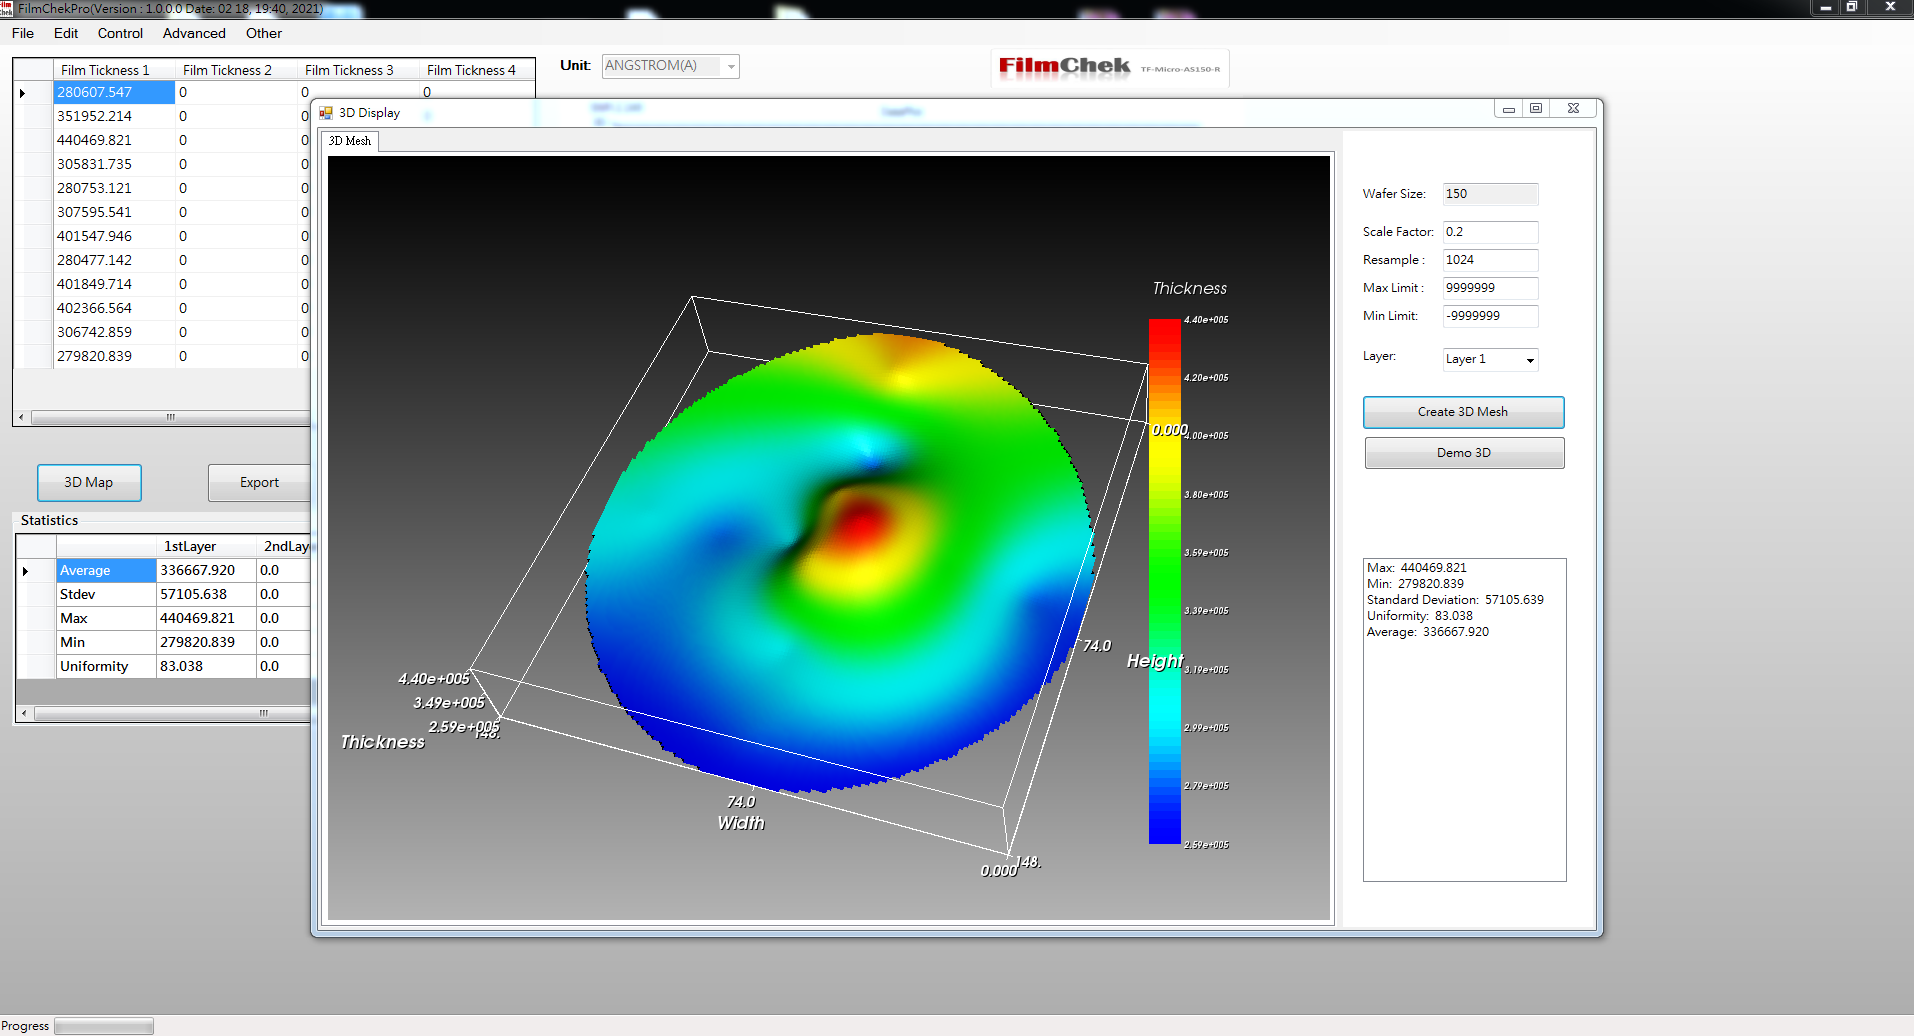 FilmChekPro(Version : 1.0.0.0 Date: 02 18, 19:40, 2021)
File Edit Control Advanced Other
Film Tickness 1 Film Tickness 2 Film Tickness 3 Film Tickness 4
280607.547 0 0 0
351952.214 0 0
440469.821 0 0
305831.735 0 0
280753.121 0 0
307595.541 0 0
401547.946 0 0
280477.142 0 0
401849.714 0 0
402366.564 0 0
306742.859 0 0
279820.839 0 0
Unit: ANGSTROM(A)
FilmChek TF-Micro-AS150-R
3D Map Export
Statistics
1stLayer 2ndLay
Average 336667.920 0.0
Stdev 57105.638 0.0
Max 440469.821 0.0
Min 279820.839 0.0
Uniformity 83.038 0.0
3D Display
3D Mesh
Thickness
4.40e+005
4.20e+005
4.00e+005
3.80e+005
3.59e+005
3.39e+005
3.19e+005
2.99e+005
2.79e+005
2.59e+005
0.000
74.0
Height
148.
4.40e+005
3.49e+005
2.59e+005
Thickness
148.
74.0
Width
0.000
Wafer Size: 150
Scale Factor: 0.2
Resample : 1024
Max Limit : 9999999
Min Limit: -9999999
Layer: Layer 1
Create 3D Mesh
Demo 3D
Max: 440469.821
Min: 279820.839
Standard Deviation: 57105.639
Uniformity: 83.038
Average: 336667.920
Progress